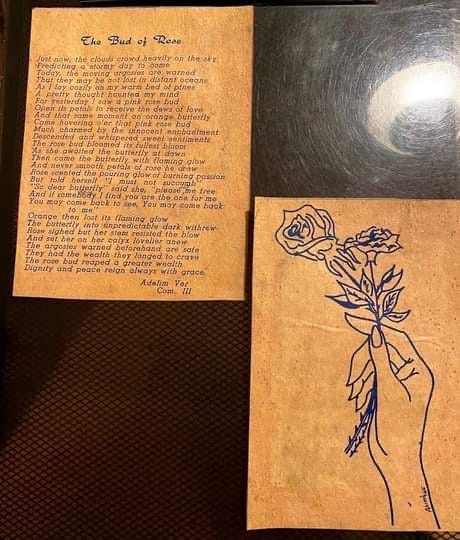 The Bud of Rose
Just now, the clouds crowd heavily on the sky
Predicting a stormy day to come
Today, the moving argosies are warned
That they may be not lost in distant oceans
As I lay cozily on my warm bed of pines
A pretty thought haunted my mind
For yesterday I saw a pink rose bud
Open its petals to receive the dews of love
And that same moment an orange butterfly
Came hovering o'er that pink rose bud
Much charmed by the innocent enchantment
Descended and whispered sweet sentiments
The rose bud bloomed its fullest bloom
As she awaited the butterfly at dawn
Then came the butterfly with flaming glow
And never smooth petals of rose he drew
Rose scented the pouring glow of burning passion
But told herself "I must not succumb
"So dear butterfly" said she, "please me free
And if somebody I find you are the one for me
You may come back to see, You may come back
to me"
Orange then lost its flaming glow
The butterfly into unpredictable dark withrew
Rose sighed but her stem resisted the blow
And set her on her calyx lovelier anew
The argosies warned beforehand are safe
They had the wealth they longed to crave
The rose bud reaped a greater wealth
Dignity and peace reign always with grace.
Adelim Ver
Com. III